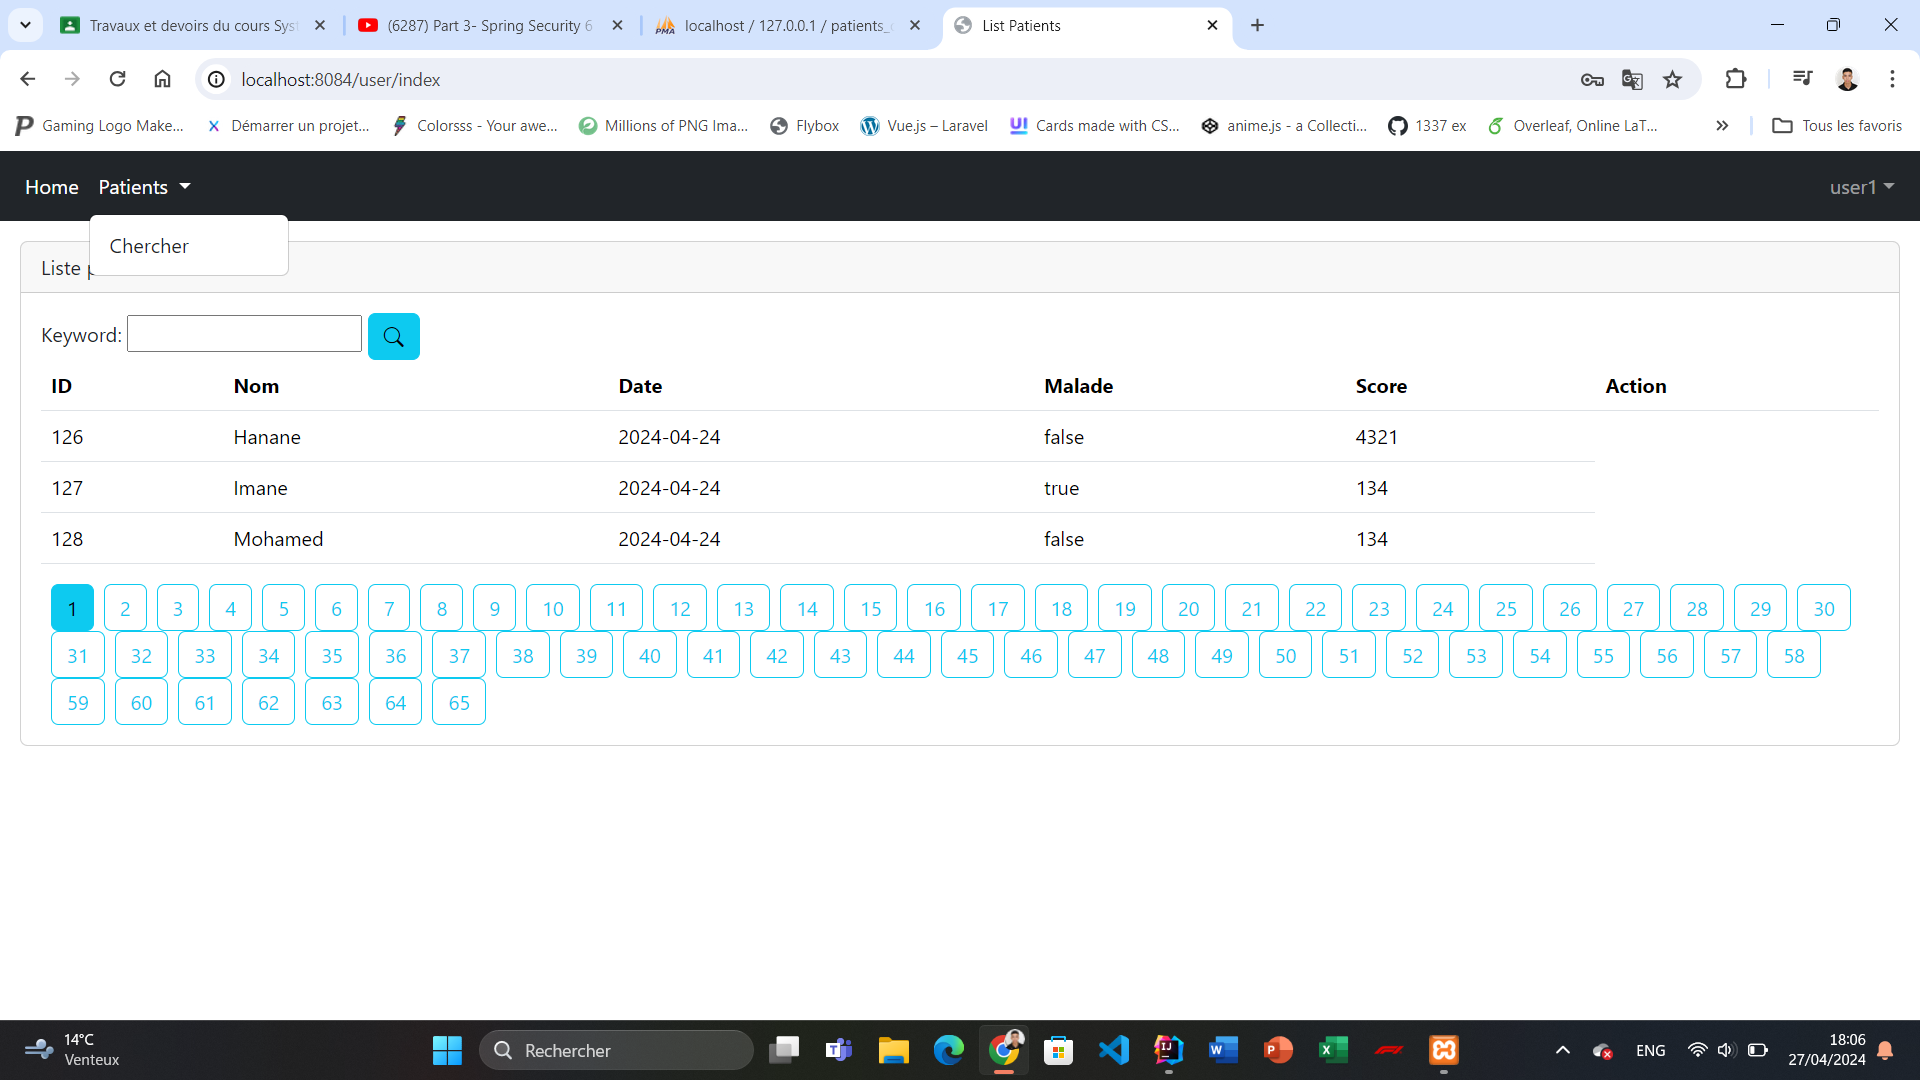 Travaux et devoirs du cours Syst
(6287) Part 3- Spring Security 6
localhost / 127.0.0.1 / patients_
List Patients
localhost:8084/user/index
Gaming Logo Make...
Démarrer un projet...
Colorsss - Your awe...
Millions of PNG Ima...
Flybox
Vue.js – Laravel
UI Cards made with CS...
anime.js - a Collecti...
1337 ex
Overleaf, Online LaT...
Tous les favoris
Home Patients user1
Chercher
Liste p
Keyword:
ID Nom Date Malade Score Action
126 Hanane 2024-04-24 false 4321
127 Imane 2024-04-24 true 134
128 Mohamed 2024-04-24 false 134
1 2 3 4 5 6 7 8 9 10 11 12 13 14 15 16 17 18 19 20 21 22 23 24 25 26 27 28 29 30
31 32 33 34 35 36 37 38 39 40 41 42 43 44 45 46 47 48 49 50 51 52 53 54 55 56 57 58
59 60 61 62 63 64 65
14°C
Venteux
Rechercher
ENG
18:06
27/04/2024